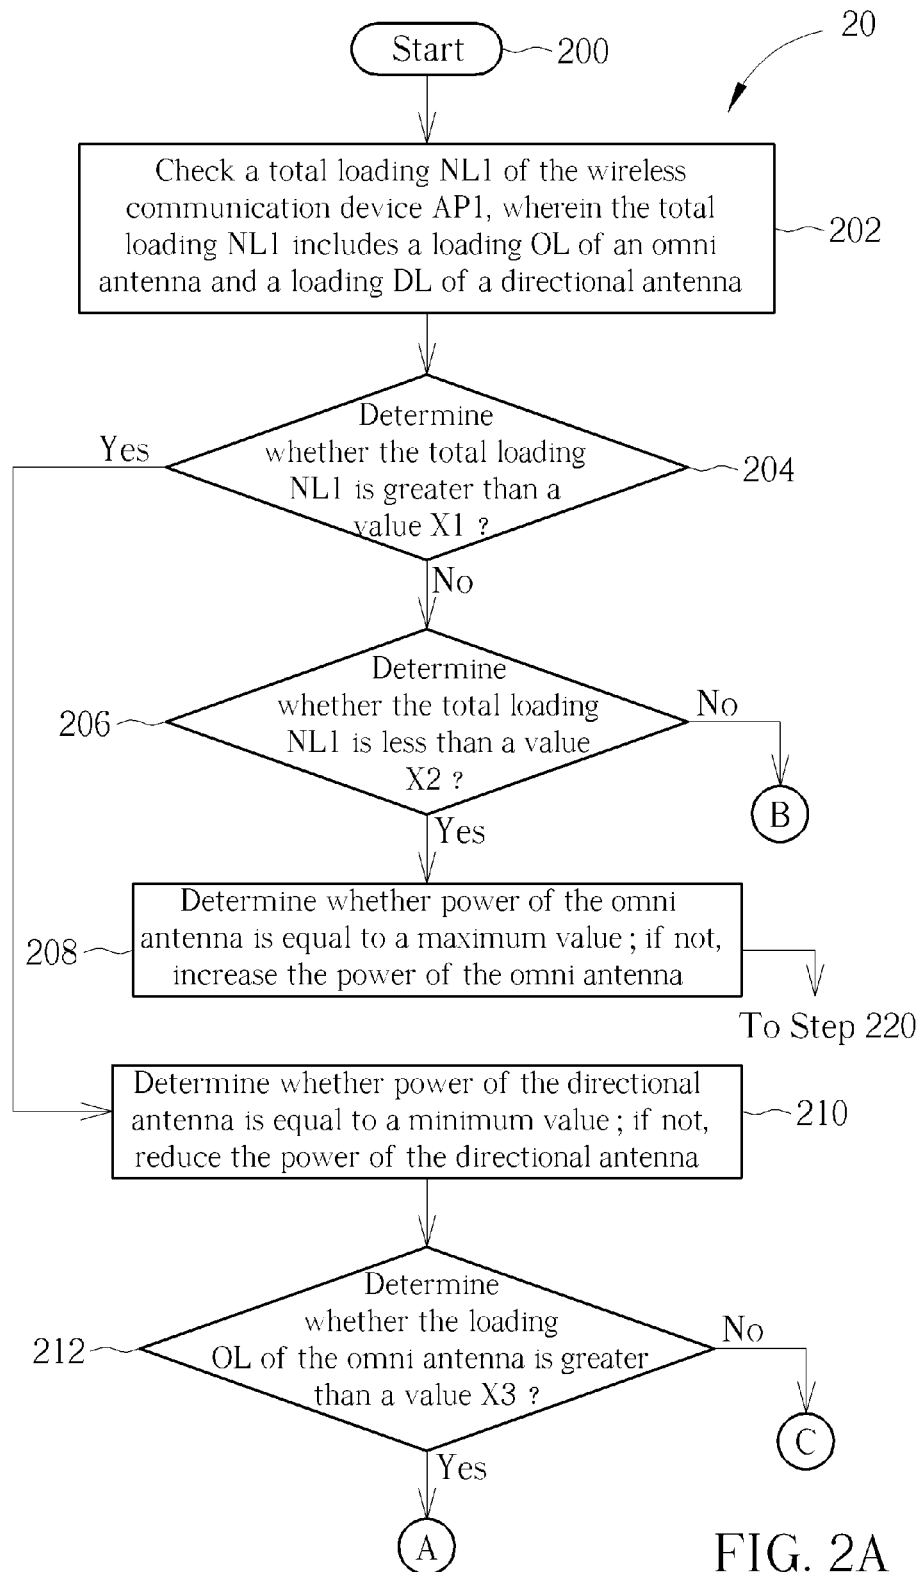 Start
200
20
Check a total loading NL1 of the wireless
communication device AP1, wherein the total
loading NL1 includes a loading OL of an omni
antenna and a loading DL of a directional antenna
202
Determine
whether the total loading
NL1 is greater than a
value X1 ?
Yes
204
No
Determine
whether the total loading
NL1 is less than a value
X2 ?
206
No
B
Yes
Determine whether power of the omni
antenna is equal to a maximum value ; if not,
increase the power of the omni antenna
208
To Step 220
Determine whether power of the directional
antenna is equal to a minimum value ; if not,
reduce the power of the directional antenna
210
Determine
whether the loading
OL of the omni antenna is greater
than a value X3 ?
212
No
C
Yes
A
FIG. 2A